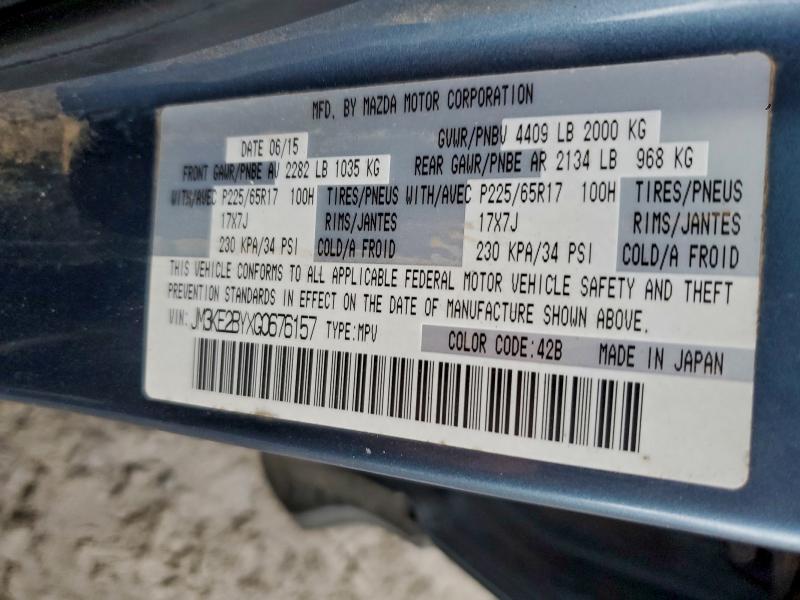 MFD. BY MAZDA MOTOR CORPORATION
DATE 06/15 GVWR/PNBV 4409 LB 2000 KG
FRONT GAWR/PNBE AV 2282 LB 1035 KG REAR GAWR/PNBE AR 2134 LB 968 KG
WITH/AVEC P225/65R17 100H TIRES/PNEUS WITH/AVEC P225/65R17 100H TIRES/PNEUS
17X7J RIMS/JANTES 17X7J RIMS/JANTES
230 KPA/34 PSI COLD/A FROID 230 KPA/34 PSI COLD/A FROID
THIS VEHICLE CONFORMS TO ALL APPLICABLE FEDERAL MOTOR VEHICLE SAFETY AND THEFT
PREVENTION STANDARDS IN EFFECT ON THE DATE OF MANUFACTURE SHOWN ABOVE.
VIN: JM3KE2BYXG0676157 TYPE:MPV COLOR CODE:42B MADE IN JAPAN